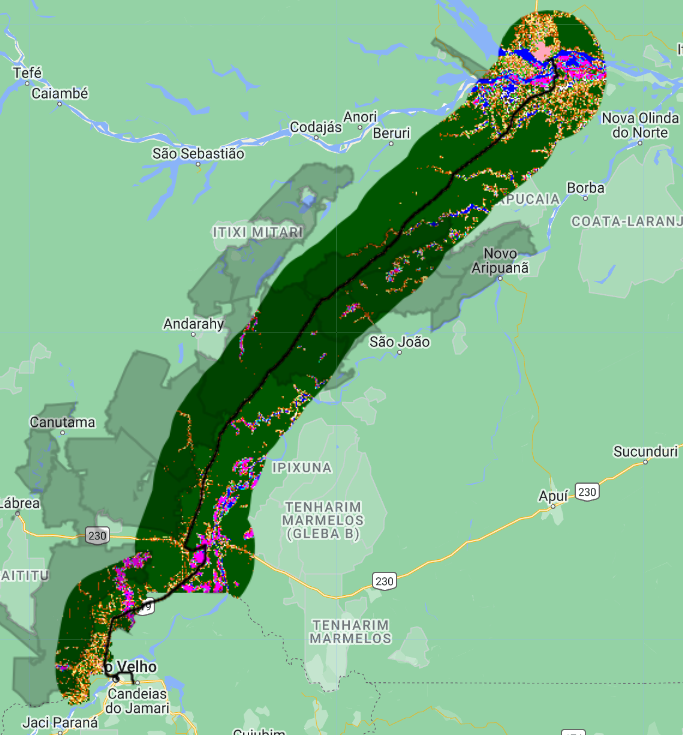 Tefé
Caiambé
Anori
Codajás
Beruri
São Sebastião
Nova Olinda
do Norte
Borba
APUCAIA
COATA-LARANJ
ITIXI MITARI
Novo
Aripuanã
Andarahy
São João
Canutama
Sucunduri
IPIXUNA
Lábrea
Apuí
230
TENHARIM
MARMELOS
(GLEBA B)
230
AITITU
230
TENHARIM
MARMELOS
o Velho
Candeias
do Jamari
Jaci Paraná